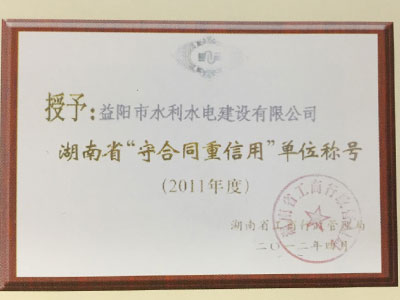 授予:益阳市水利水电建设有限公司
湖南省“守合同重信用”单位称号
(2011年度)
湖南省工商行政管理局
二〇一二年四月